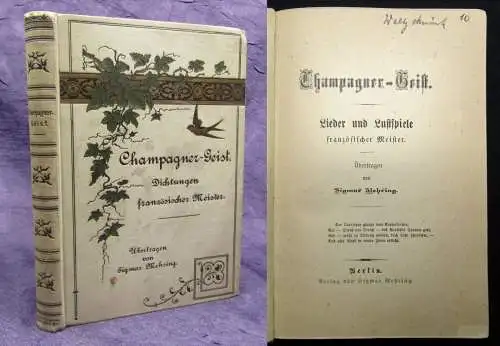 Champagner-
Geist.
Champagner-Geist.
Dichtungen
französischer Meister.
Übertragen
von
Sigmar Mehring.
10
Champagner-Geist.
Lieder und Lustspiele
französischer Meister.
Übertragen
von
Sigmar Mehring.
Berlin.
Verlag von Sigmar Mehring